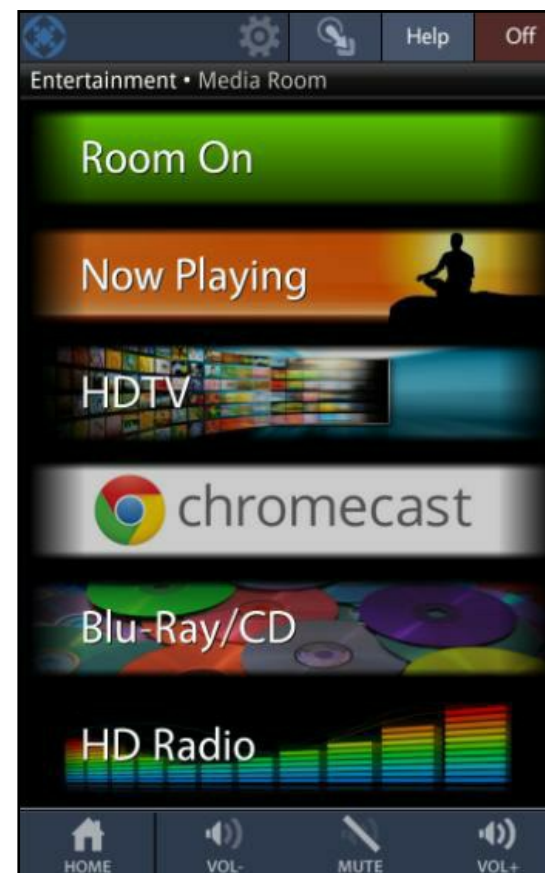 Help Off
Entertainment • Media Room
Room On
Now Playing
HDTV
chromecast
Blu-Ray/CD
HD Radio
HOME VOL- MUTE VOL+